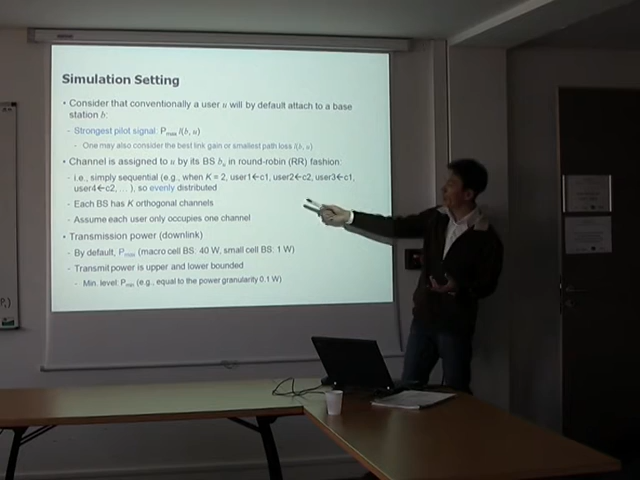 Simulation Setting
• Consider that conventionally a user u will by default attach to a base
station b:
- Strongest pilot signal: Pmax l(b, u)
- One may also consider the best link gain or smallest path loss l(b, u)
• Channel is assigned to u by its BS bu in round-robin (RR) fashion:
- i.e., simply sequential (e.g., when K = 2, user1←c1, user2←c2, user3←c1,
user4←c2, … ), so evenly distributed
- Each BS has K orthogonal channels
- Assume each user only occupies one channel
• Transmission power (downlink)
- By default, Pmax (macro cell BS: 40 W, small cell BS: 1 W)
- Transmit power is upper and lower bounded
- Min. level: Pmin (e.g., equal to the power granularity 0.1 W)